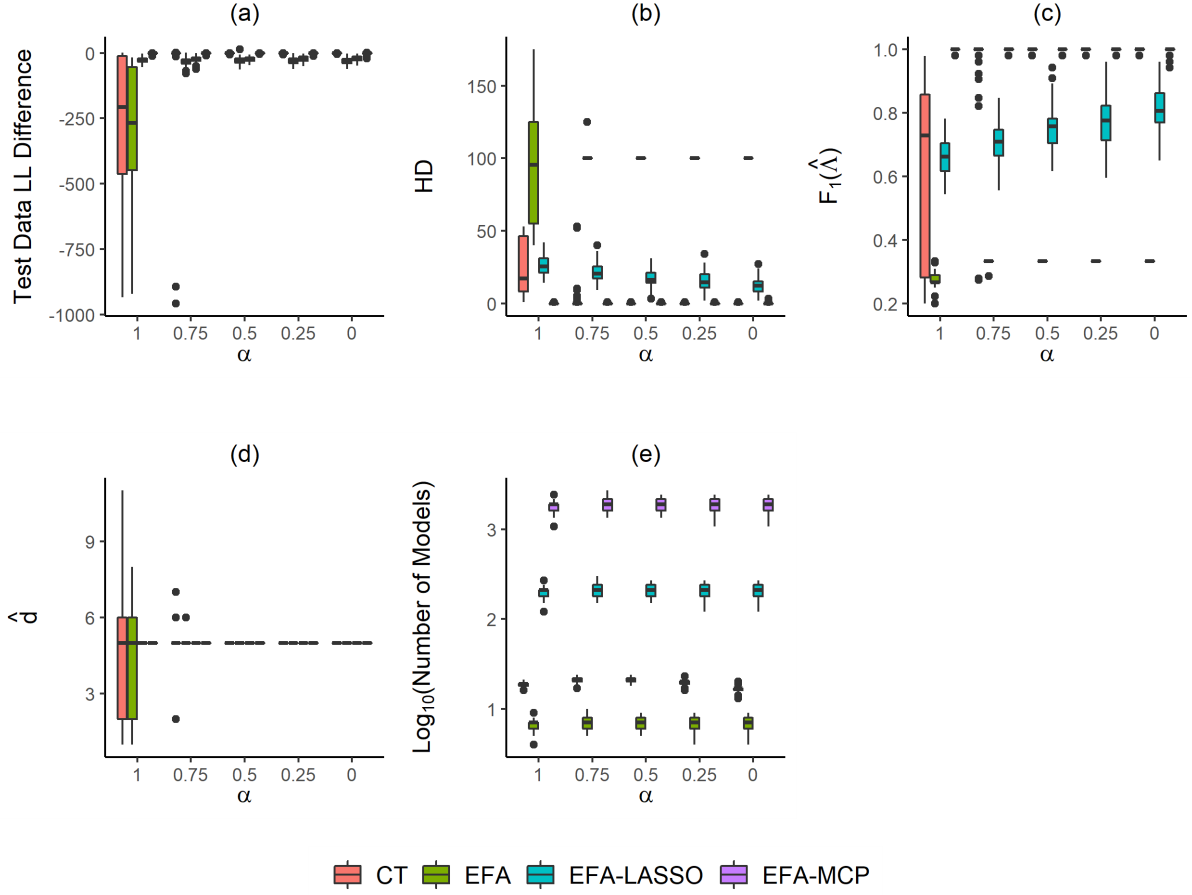 (a)
Test Data LL Difference
0
-250
-500
-750
-1000
1 0.75 0.5 0.25 0
α
(b)
HD
150
100
50
0
1 0.75 0.5 0.25 0
α
(c)
F₁(Λ̂)
1.0
0.8
0.6
0.4
0.2
1 0.75 0.5 0.25 0
α
(d)
d̂
9
6
3
1 0.75 0.5 0.25 0
α
(e)
Log₁₀(Number of Models)
3
2
1
1 0.75 0.5 0.25 0
α
CT EFA EFA-LASSO EFA-MCP